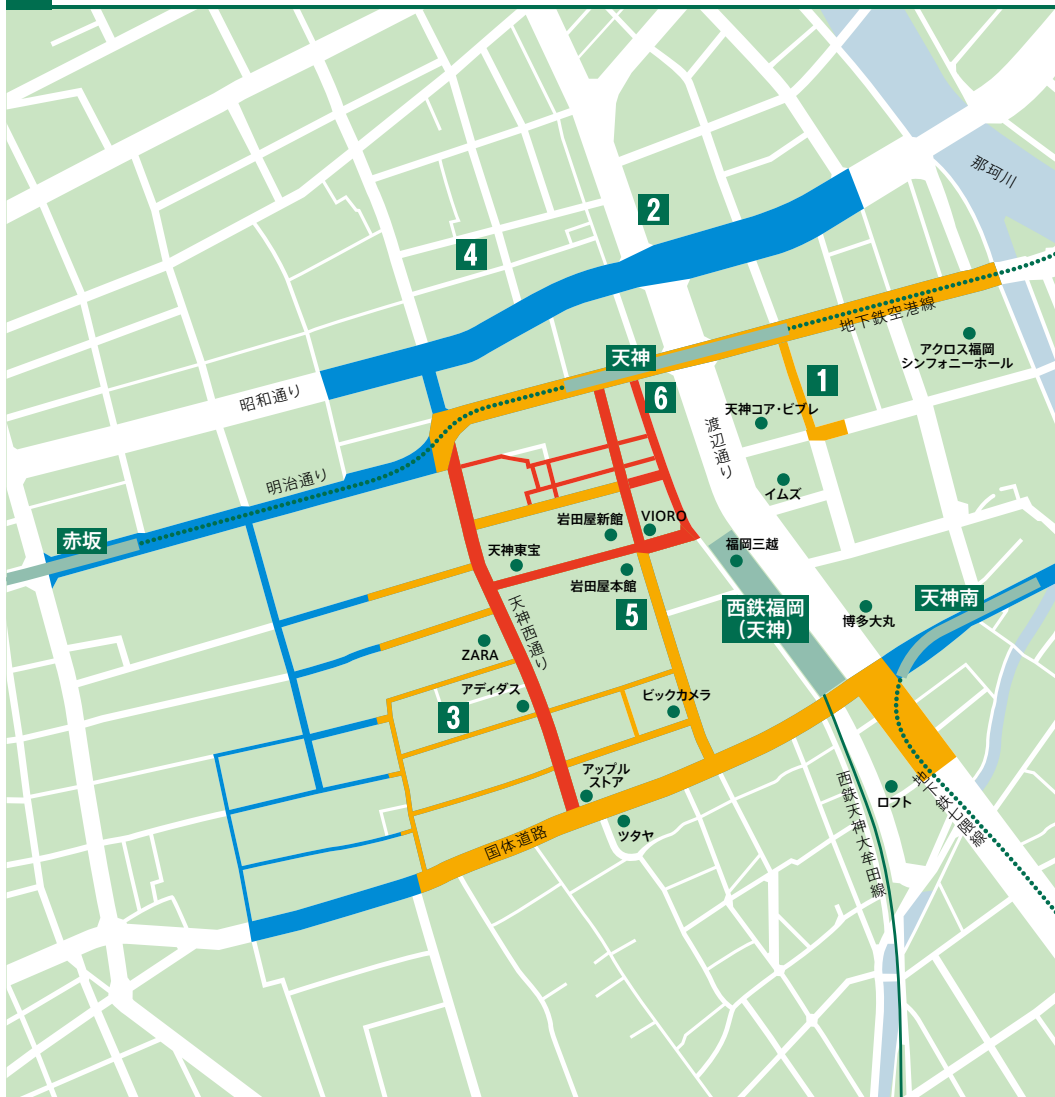 那珂川
2
4
地下鉄空港線
天神
アクロス福岡
シンフォニーホール
1
6
昭和通り
天神コア・ビブレ
渡辺通り
明治通り
イムズ
赤坂
岩田屋新館
VIORO
天神東宝
福岡三越
岩田屋本館
天神南
5
西鉄福岡
(天神)
博多大丸
天神西通り
ZARA
アディダス
3
ビックカメラ
アップル
ストア
ロフト
西鉄天神大牟田線
地下鉄七隈線
ツタヤ
国体道路